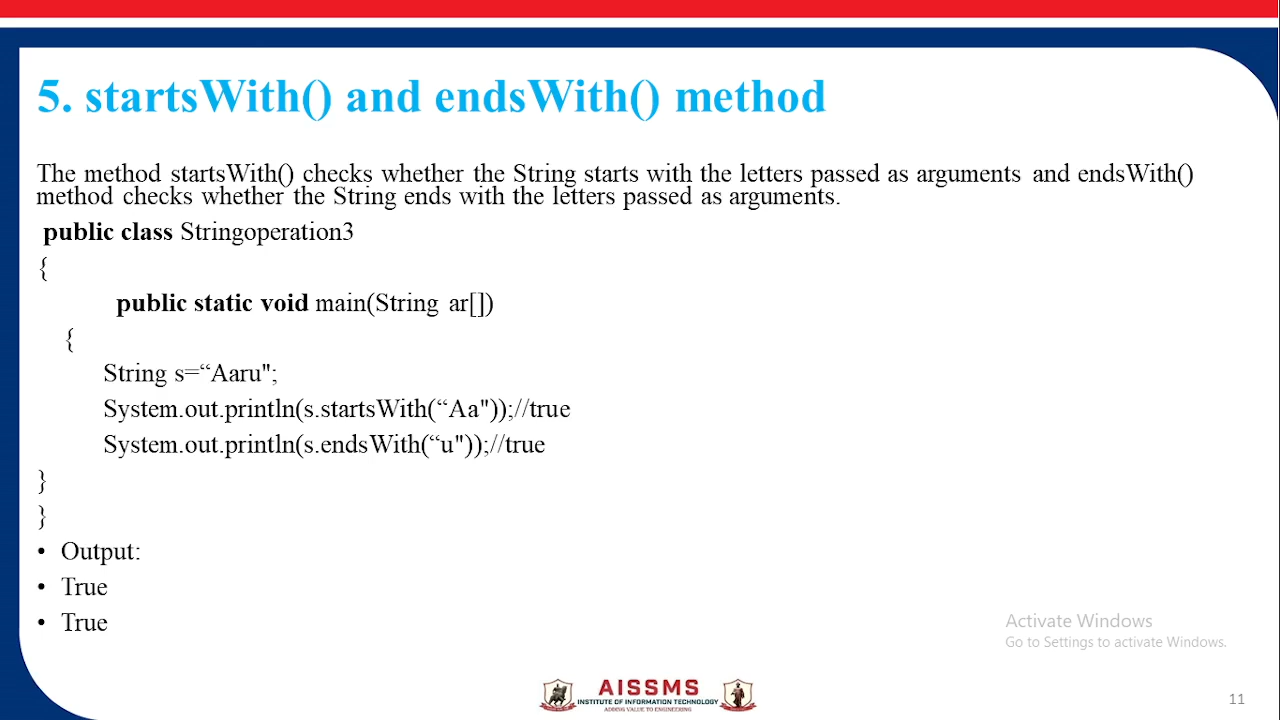 5. startsWith() and endsWith() method
The method startsWith() checks whether the String starts with the letters passed as arguments and endsWith()
method checks whether the String ends with the letters passed as arguments.
public class Stringoperation3
{
public static void main(String ar[])
{
String s=“Aaru";
System.out.println(s.startsWith(“Aa"));//true
System.out.println(s.endsWith(“u"));//true
}
}
• Output:
• True
• True
Activate Windows
Go to Settings to activate Windows.
AISSMS
INSTITUTE OF INFORMATION TECHNOLOGY
ADDING VALUE TO ENGINEERING
11